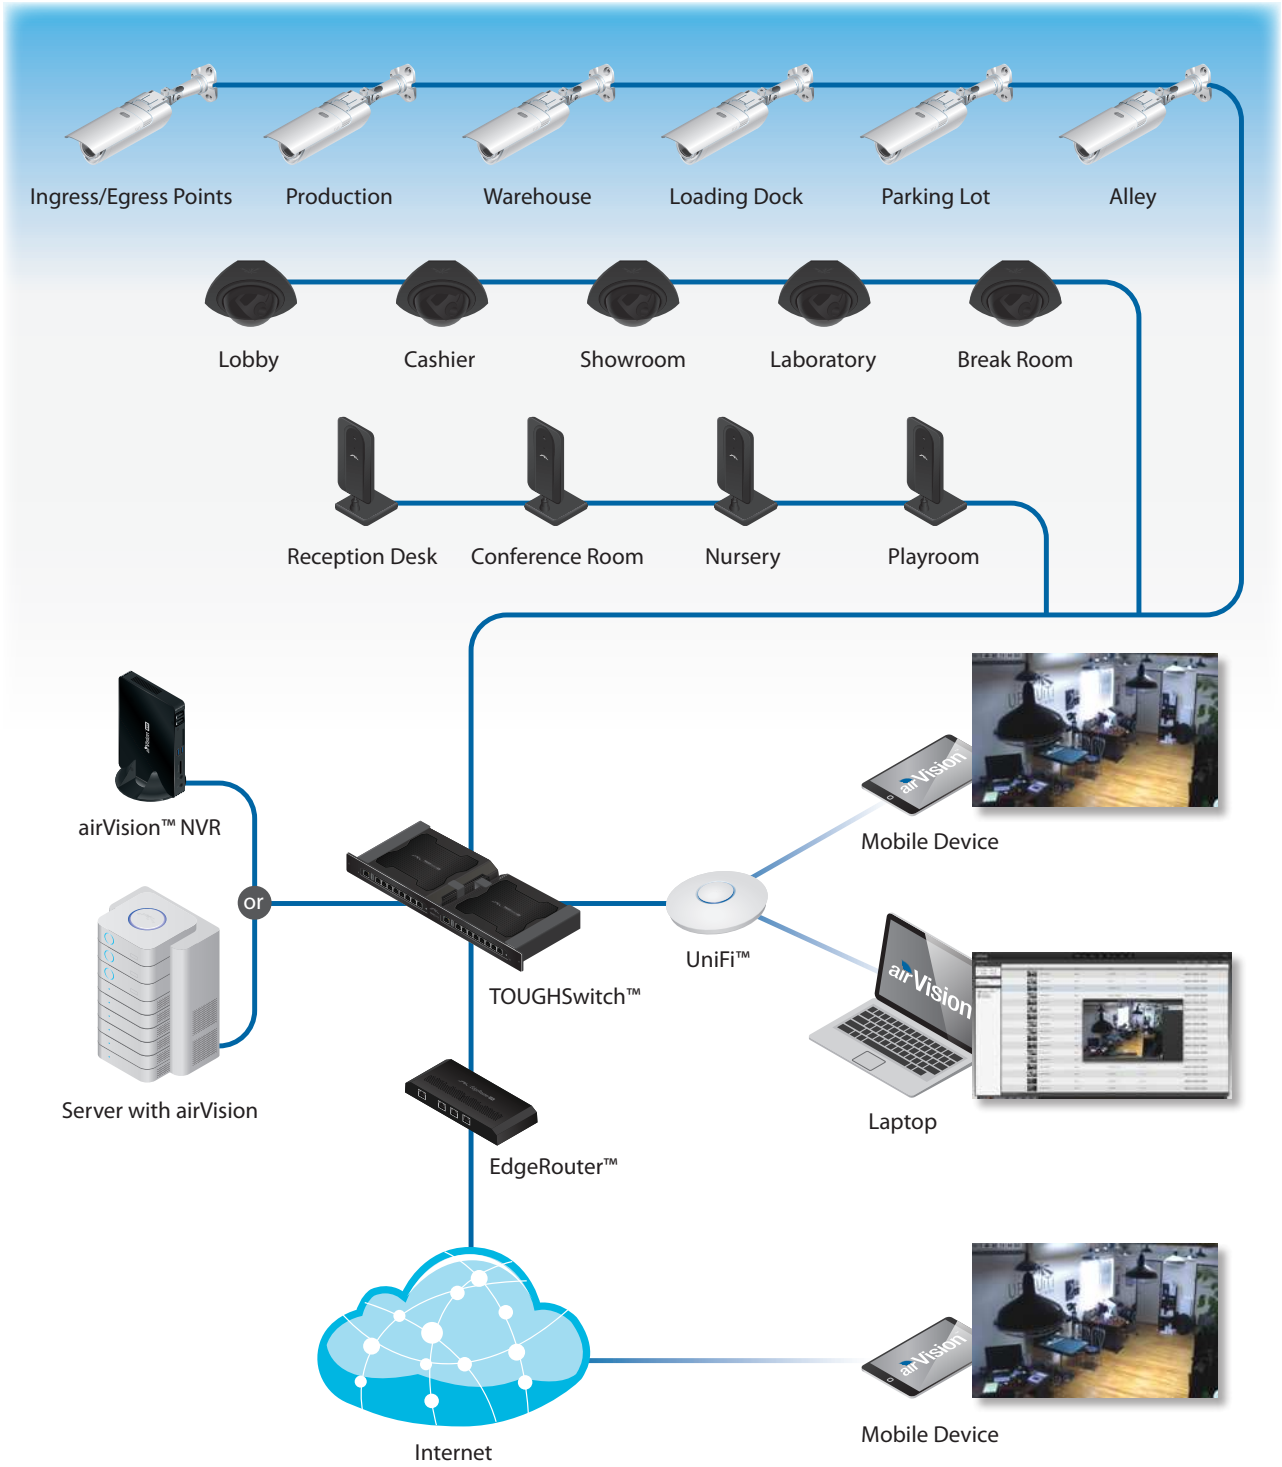 Ingress/Egress Points
Production
Warehouse
Loading Dock
Parking Lot
Alley
Lobby
Cashier
Showroom
Laboratory
Break Room
Reception Desk
Conference Room
Nursery
Playroom
airVision™ NVR
airVision
Mobile Device
or
Server with airVision
TOUGHSwitch™
UniFi™
airVision
Laptop
EdgeRouter™
Internet
airVision
Mobile Device